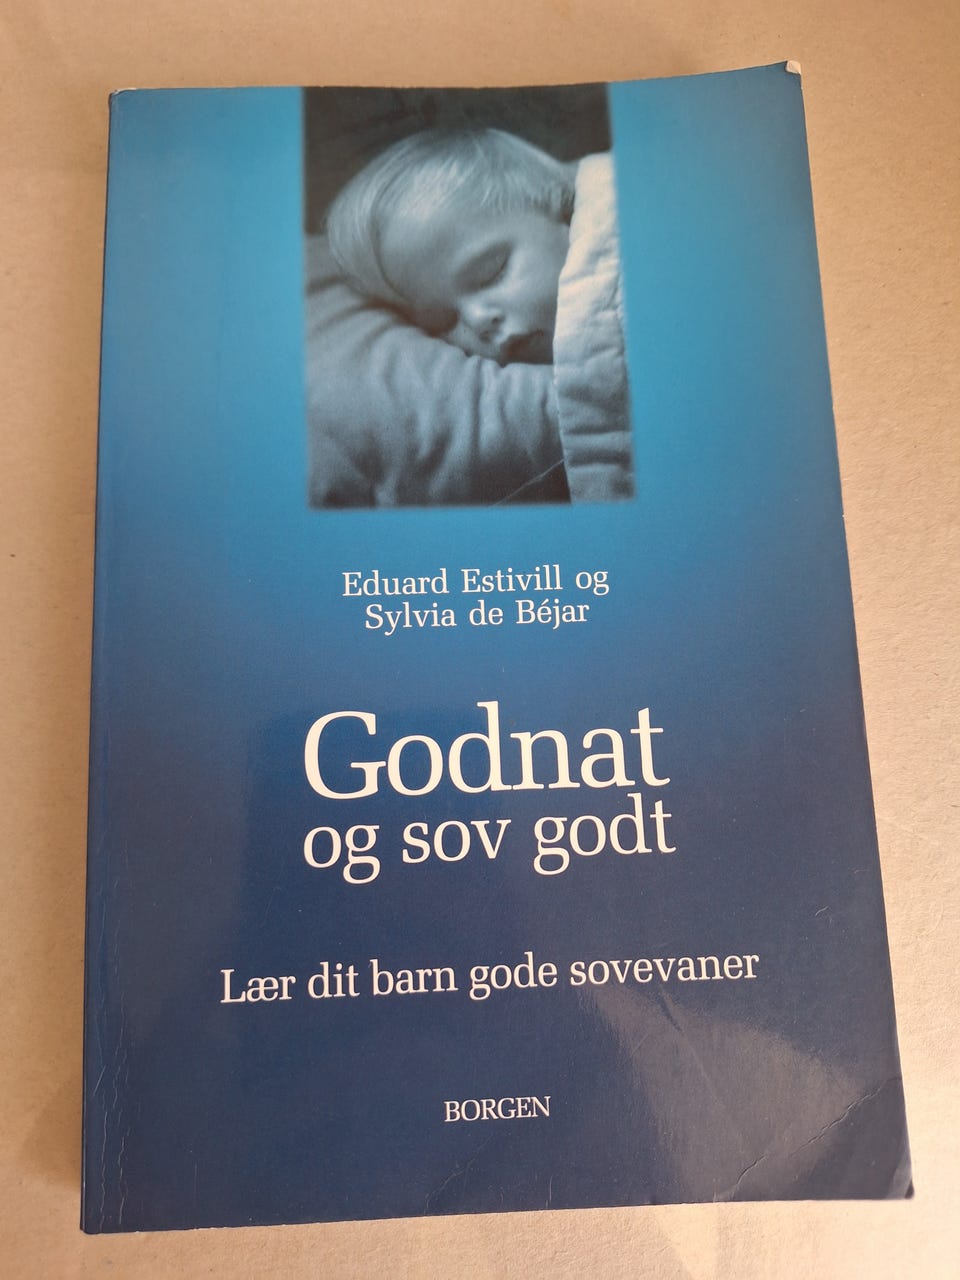 Eduard Estivill og
Sylvia de Béjar
Godnat
og sov godt
Lær dit barn gode sovevaner
BORGEN